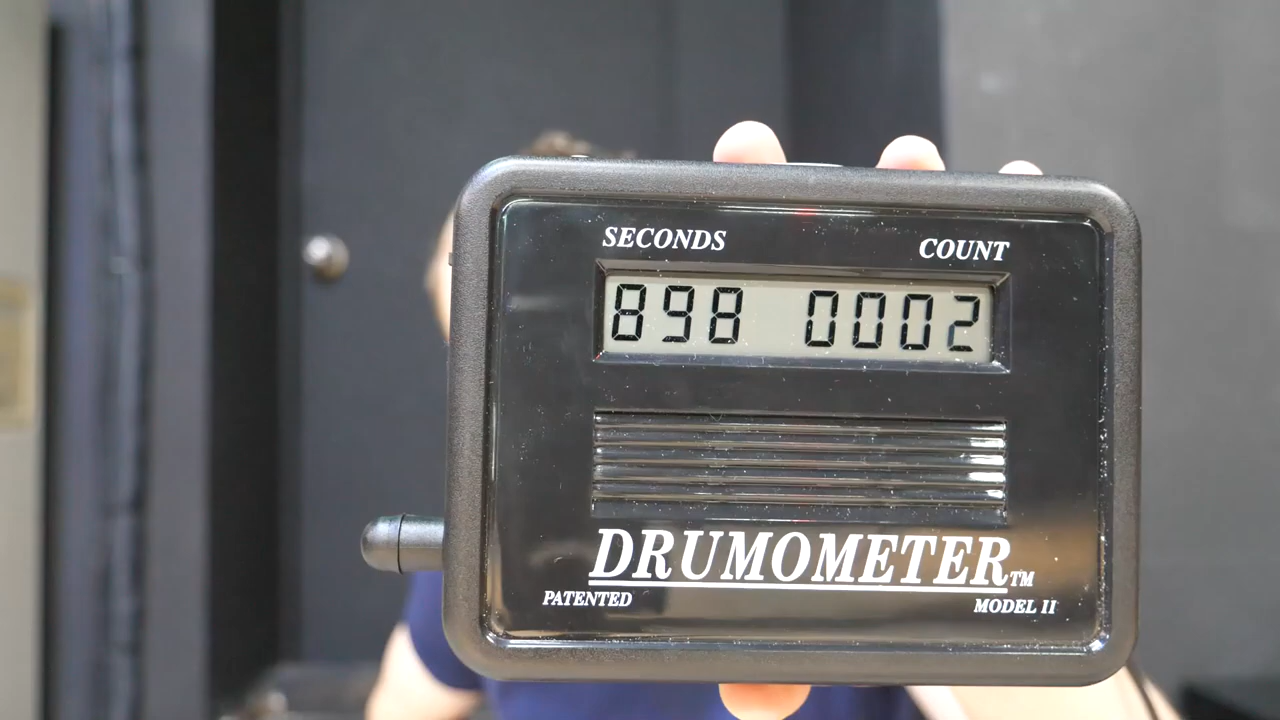 SECONDS COUNT
898 0002
DRUMOMETER™
PATENTED MODEL II